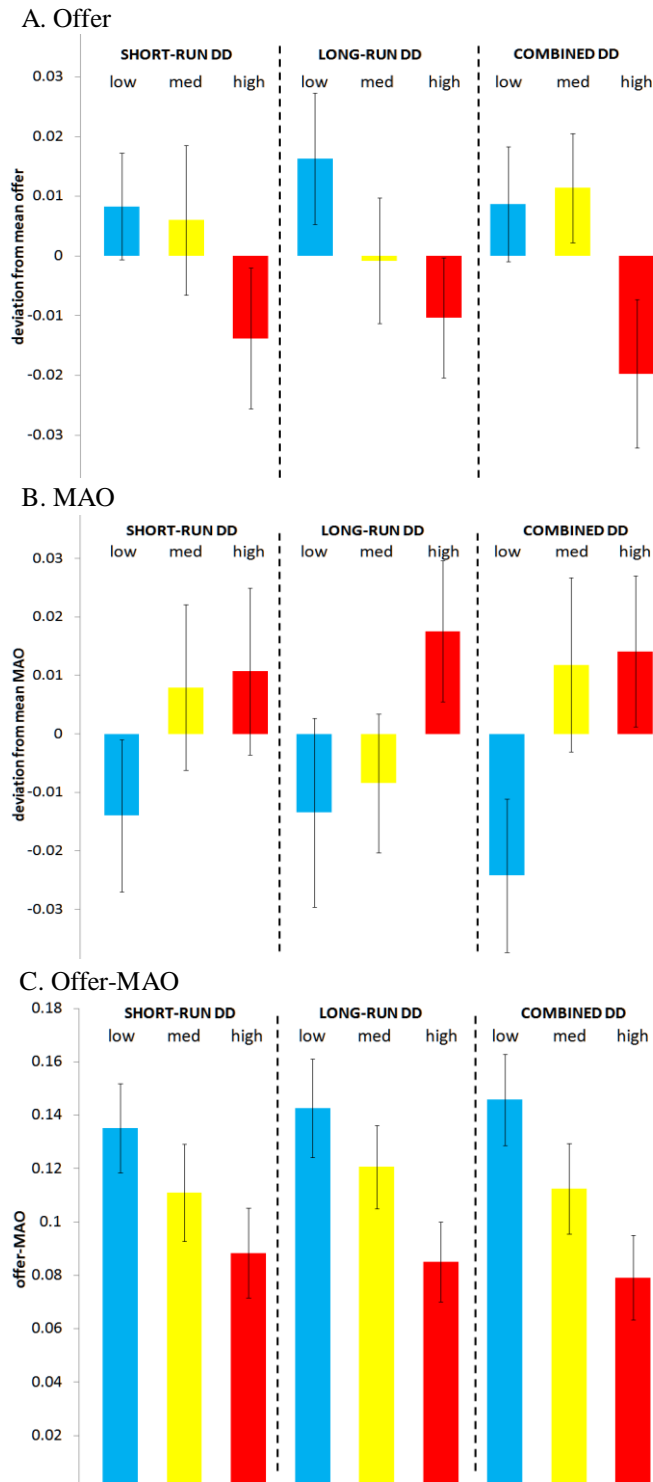 A. Offer
SHORT-RUN DD LONG-RUN DD COMBINED DD
low med high low med high low med high
0.03
0.02
0.01
0
-0.01
-0.02
-0.03
deviation from mean offer
B. MAO
SHORT-RUN DD LONG-RUN DD COMBINED DD
low med high low med high low med high
0.03
0.02
0.01
0
-0.01
-0.02
-0.03
deviation from mean MAO
C. Offer-MAO
SHORT-RUN DD LONG-RUN DD COMBINED DD
low med high low med high low med high
0.18
0.16
0.14
0.12
0.1
0.08
0.06
0.04
0.02
offer-MAO